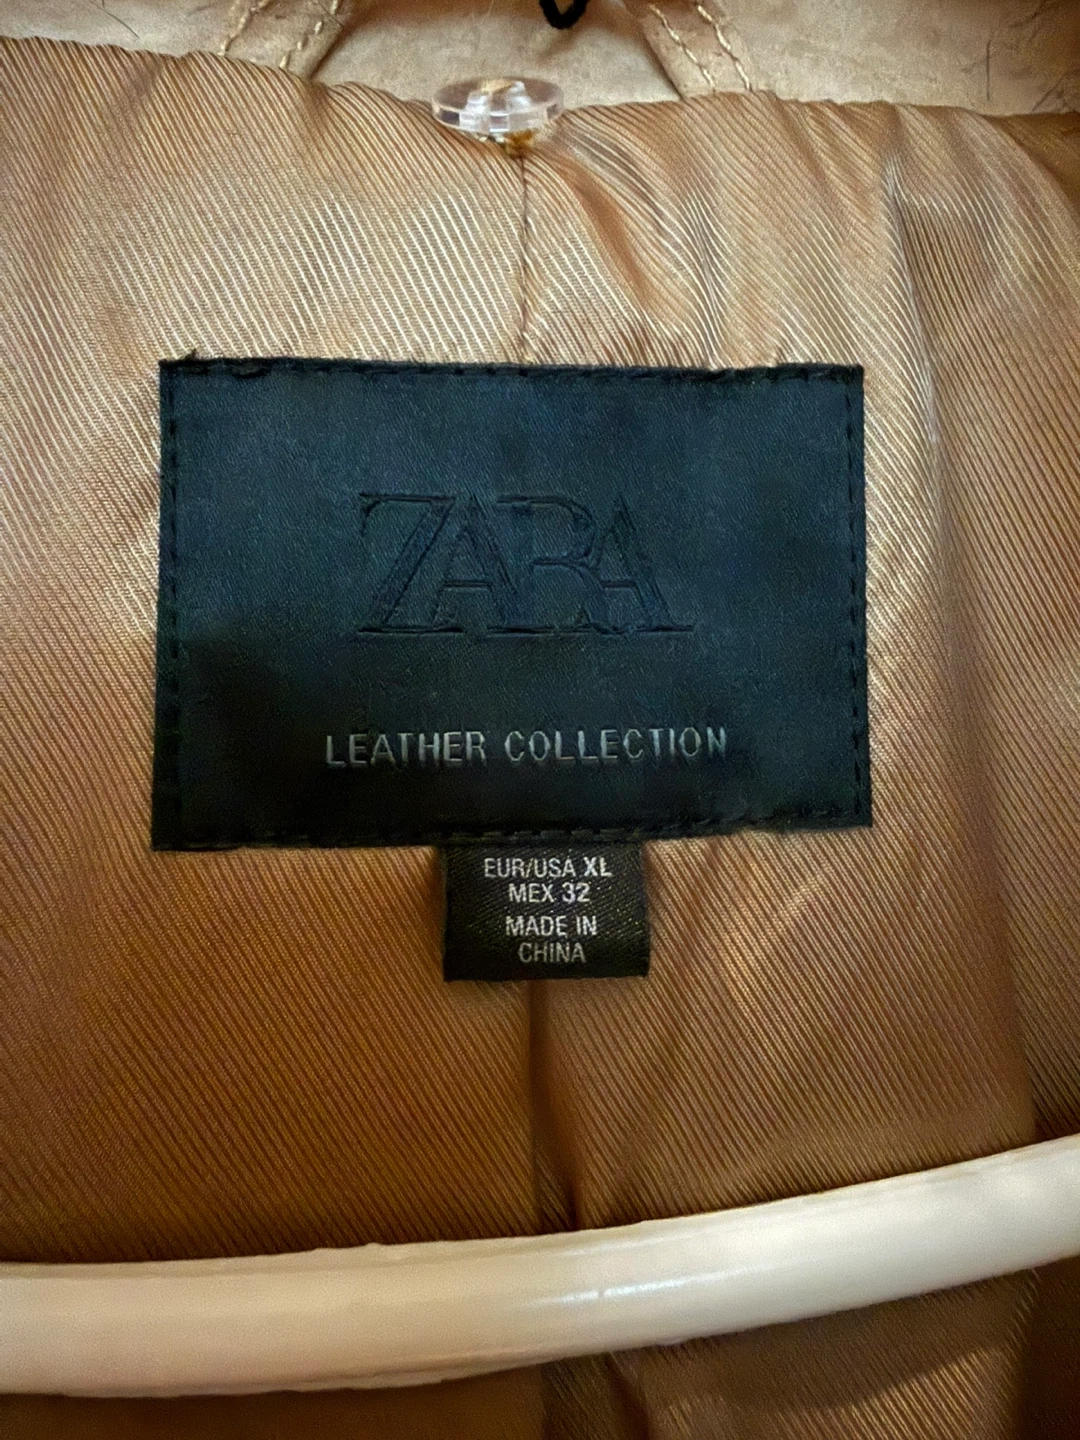 ZARA
LEATHER COLLECTION
EUR/USA XL
MEX 32
MADE IN
CHINA